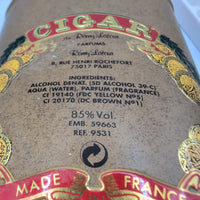 CIGAR
de Rémy Latour
PARFUMS
Rémy Latour
8, RUE HENRI ROCHEFORT
75017 PARIS
INGREDIENTS:
ALCOHOL DENAT. (SD ALCOHOL 39-C)
AQUA (WATER), PARFUM (FRAGRANCE)
CI 19140 (FDC YELLOW N°5)
CI 20170 (DC BROWN N°1)
85% Vol.
EMB. 59663
REF. 9531
MADE FRANCE